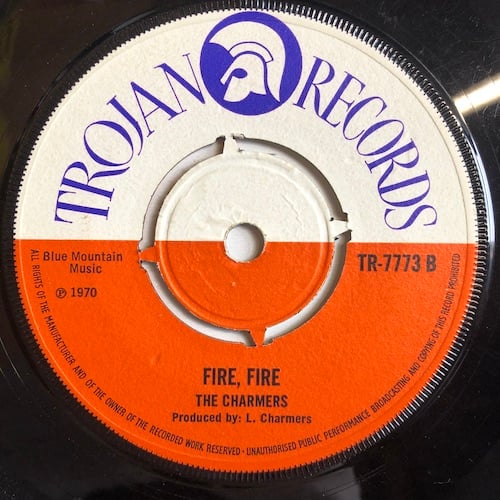 TROJAN RECORDS
Blue Mountain
Music
℗ 1970
TR-7773 B
FIRE, FIRE
THE CHARMERS
Produced by: L. Charmers
ALL RIGHTS OF THE MANUFACTURER AND OF THE OWNER OF THE RECORDED WORK RESERVED · UNAUTHORISED PUBLIC PERFORMANCE BROADCASTING AND COPYING OF THIS RECORD PROHIBITED